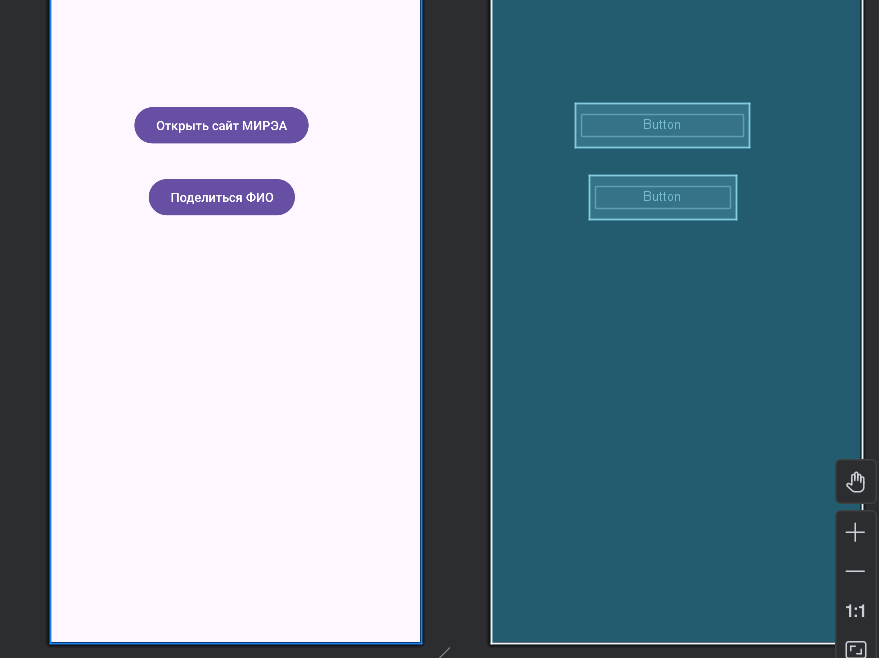 Открыть сайт МИРЭА
Button
Поделиться ФИО
Button
1:1